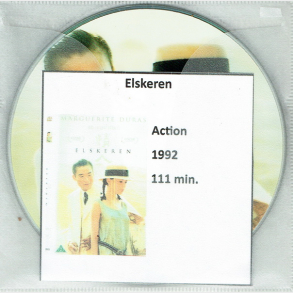 Elskeren
MARGUERITE DURAS
ELSKEREN
Action
1992
111 min.